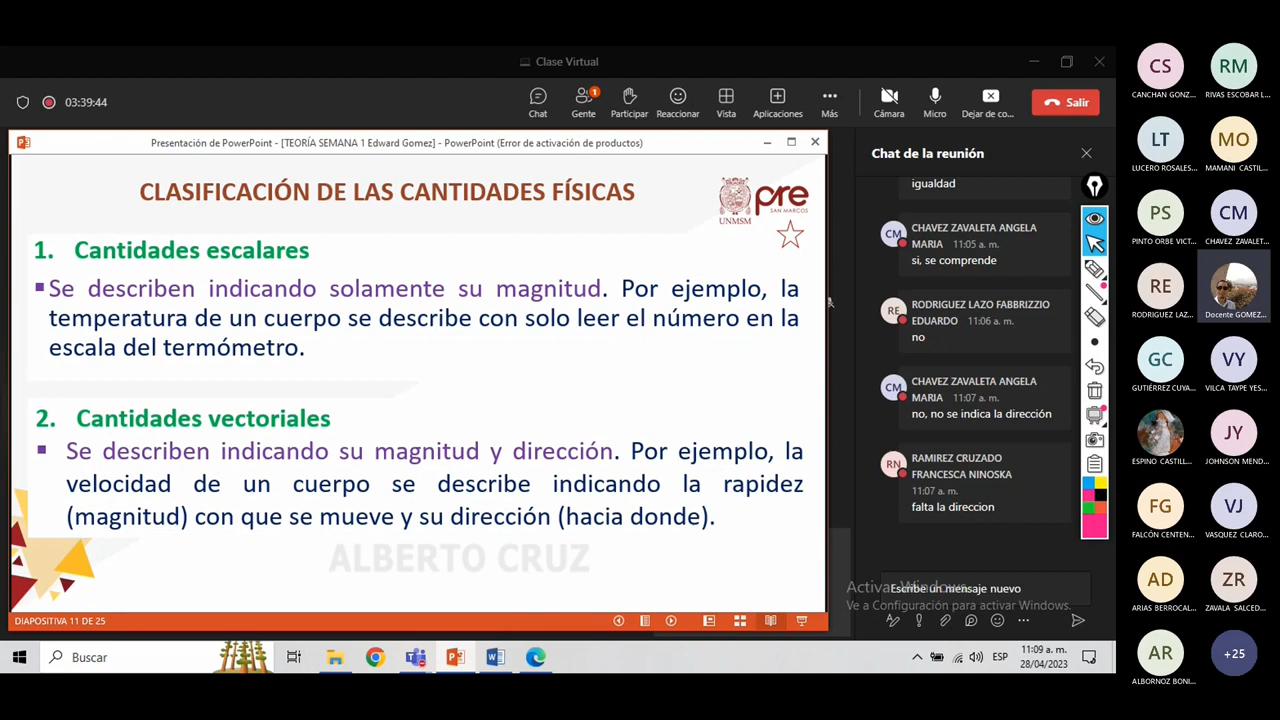 Clase Virtual
03:39:44
Chat
Gente
1
Participar
Reaccionar
Vista
Aplicaciones
Más
Cámara
Micro
Dejar de co...
Salir
Presentación de PowerPoint - [TEORÍA SEMANA 1 Edward Gomez] - PowerPoint (Error de activación de productos)
CLASIFICACIÓN DE LAS CANTIDADES FÍSICAS
UNMSM
pre
SAN MARCOS
1. Cantidades escalares
▪Se describen indicando solamente su magnitud. Por ejemplo, la
temperatura de un cuerpo se describe con solo leer el número en la
escala del termómetro.
2. Cantidades vectoriales
▪ Se describen indicando su magnitud y dirección. Por ejemplo, la
velocidad de un cuerpo se describe indicando la rapidez
(magnitud) con que se mueve y su dirección (hacia donde).
ALBERTO CRUZ
DIAPOSITIVA 11 DE 25
Chat de la reunión
igualdad
CM
CHAVEZ ZAVALETA ANGELA
MARIA 11:05 a. m.
si, se comprende
RE
RODRIGUEZ LAZO FABBRIZZIO
EDUARDO 11:06 a. m.
no
CM
CHAVEZ ZAVALETA ANGELA
MARIA 11:07 a. m.
no, no se indica la dirección
RN
RAMIREZ CRUZADO
FRANCESCA NINOSKA
11:07 a. m.
falta la direccion
Activar Windows
Ve a Configuración para activar Windows.
Escribe un mensaje nuevo
Buscar
ESP
11:09 a. m.
28/04/2023
CS
CANCHAN GONZ...
RM
RIVAS ESCOBAR L...
LT
LUCERO ROSALES...
MO
MAMANI CASTIL...
PS
PINTO ORBE VICT...
CM
CHAVEZ ZAVALET...
RE
RODRIGUEZ LAZ...
Docente GOMEZ...
GC
GUTIÉRREZ CUYA...
VY
VILCA TAYPE YES...
ESPINO CASTILL...
JY
JOHNSON MEND...
FG
FALCÓN CENTEN...
VJ
VASQUEZ CLARO...
AD
ARIAS BERROCAL...
ZR
ZAVALA SALCED...
AR
ALBORNOZ BONI...
+25